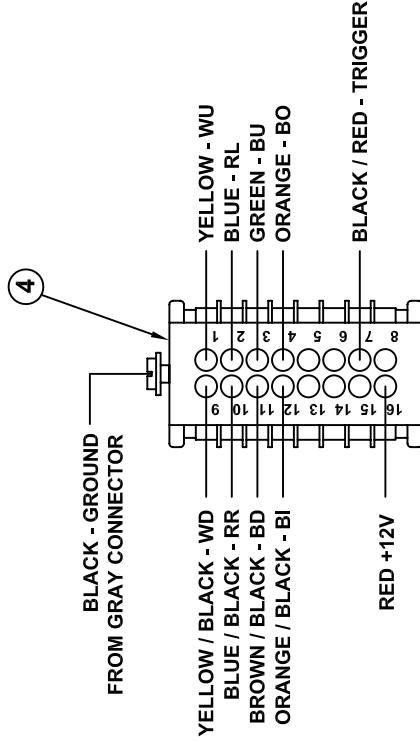 4
BLACK - GROUND
FROM GRAY CONNECTOR
YELLOW / BLACK - WD
BLUE / BLACK - RR
BROWN / BLACK - BD
ORANGE / BLACK - BI
RED +12V
9
10
11
12
13
14
15
16
1
2
3
4
5
6
7
8
YELLOW - WU
BLUE - RL
GREEN - BU
ORANGE - BO
BLACK / RED - TRIGGER